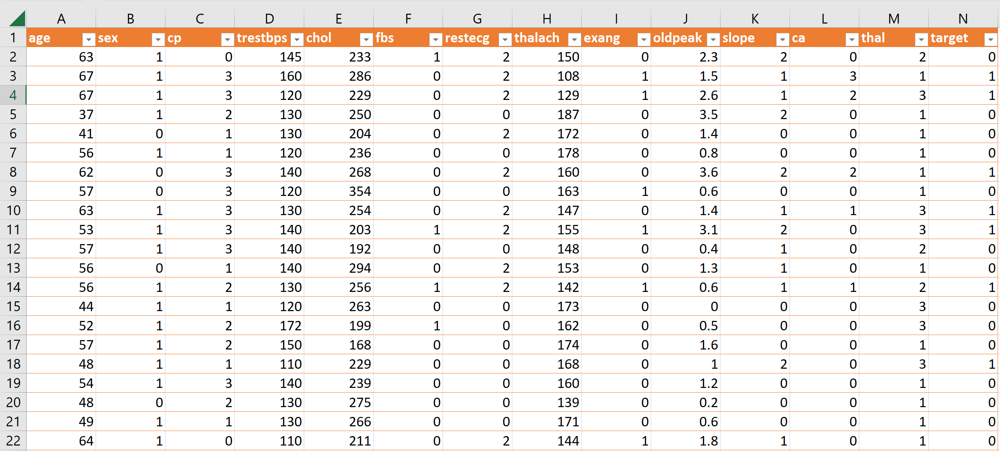 A B C D E F G H I J K L M N
1 age sex cp trestbps chol fbs restecg thalach exang oldpeak slope ca thal target
2 63 1 0 145 233 1 2 150 0 2.3 2 0 2 0
3 67 1 3 160 286 0 2 108 1 1.5 1 3 1 1
4 67 1 3 120 229 0 2 129 1 2.6 1 2 3 1
5 37 1 2 130 250 0 0 187 0 3.5 2 0 1 0
6 41 0 1 130 204 0 2 172 0 1.4 0 0 1 0
7 56 1 1 120 236 0 0 178 0 0.8 0 0 1 0
8 62 0 3 140 268 0 2 160 0 3.6 2 2 1 1
9 57 0 3 120 354 0 0 163 1 0.6 0 0 1 0
10 63 1 3 130 254 0 2 147 0 1.4 1 1 3 1
11 53 1 3 140 203 1 2 155 1 3.1 2 0 3 1
12 57 1 3 140 192 0 0 148 0 0.4 1 0 2 0
13 56 0 1 140 294 0 2 153 0 1.3 1 0 1 0
14 56 1 2 130 256 1 2 142 1 0.6 1 1 2 1
15 44 1 1 120 263 0 0 173 0 0 0 0 3 0
16 52 1 2 172 199 1 0 162 0 0.5 0 0 3 0
17 57 1 2 150 168 0 0 174 0 1.6 0 0 1 0
18 48 1 1 110 229 0 0 168 0 1 2 0 3 1
19 54 1 3 140 239 0 0 160 0 1.2 0 0 1 0
20 48 0 2 130 275 0 0 139 0 0.2 0 0 1 0
21 49 1 1 130 266 0 0 171 0 0.6 0 0 1 0
22 64 1 0 110 211 0 2 144 1 1.8 1 0 1 0